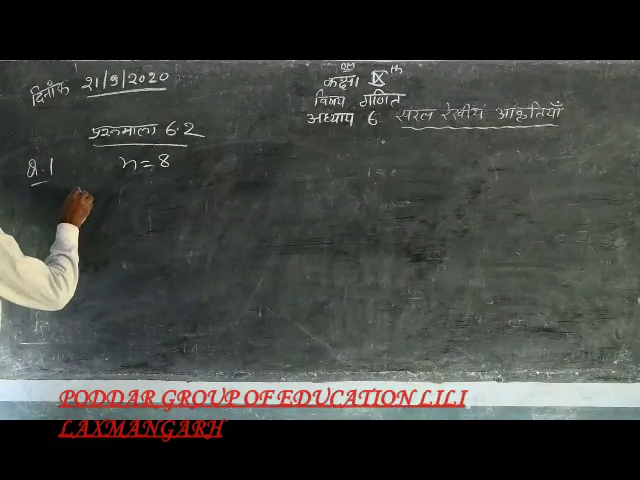 दिनाँक 21/9/2020
ॐ
कक्षा IX th
विषय गणित
अध्याय 6 सरल रेखीय आकृतियाँ
प्रश्नमाला 6.2
Q.1 n=8
PODDAR GROUP OF EDUCATION LILI
LAXMANGARH